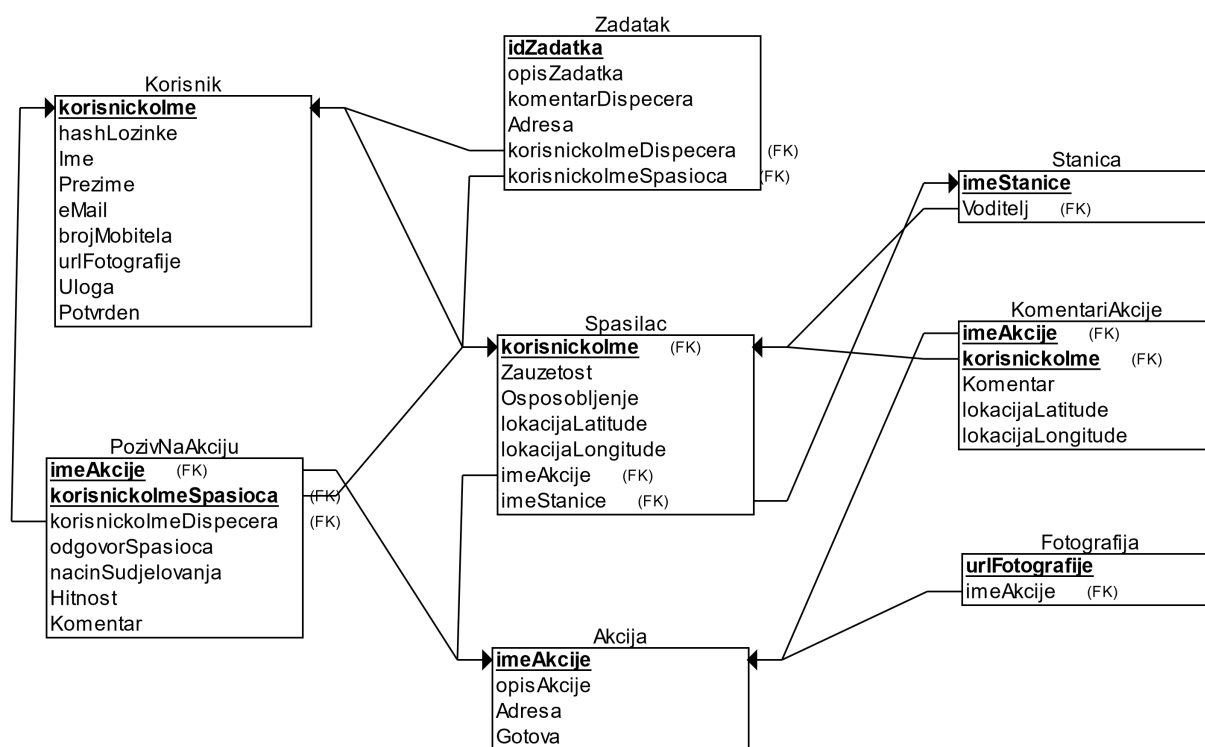 Zadatak
idZadatka
opisZadatka
komentarDispecera
Adresa
korisnickoImeDispecera (FK)
korisnickoImeSpasioca (FK)
Korisnik
korisnickoIme
hashLozinke
Ime
Prezime
eMail
brojMobitela
urlFotografije
Uloga
Potvrden
Stanica
imeStanice
Voditelj (FK)
Spasilac
korisnickoIme (FK)
Zauzetost
Osposobljenje
lokacijaLatitude
lokacijaLongitude
imeAkcije (FK)
imeStanice (FK)
KomentariAkcije
imeAkcije (FK)
korisnickoIme (FK)
Komentar
lokacijaLatitude
lokacijaLongitude
PozivNaAkciju
imeAkcije (FK)
korisnickoImeSpasioca (FK)
korisnickoImeDispecera (FK)
odgovorSpasioca
nacinSudjelovanja
Hitnost
Komentar
Fotografija
urlFotografije
imeAkcije (FK)
Akcija
imeAkcije
opisAkcije
Adresa
Gotova